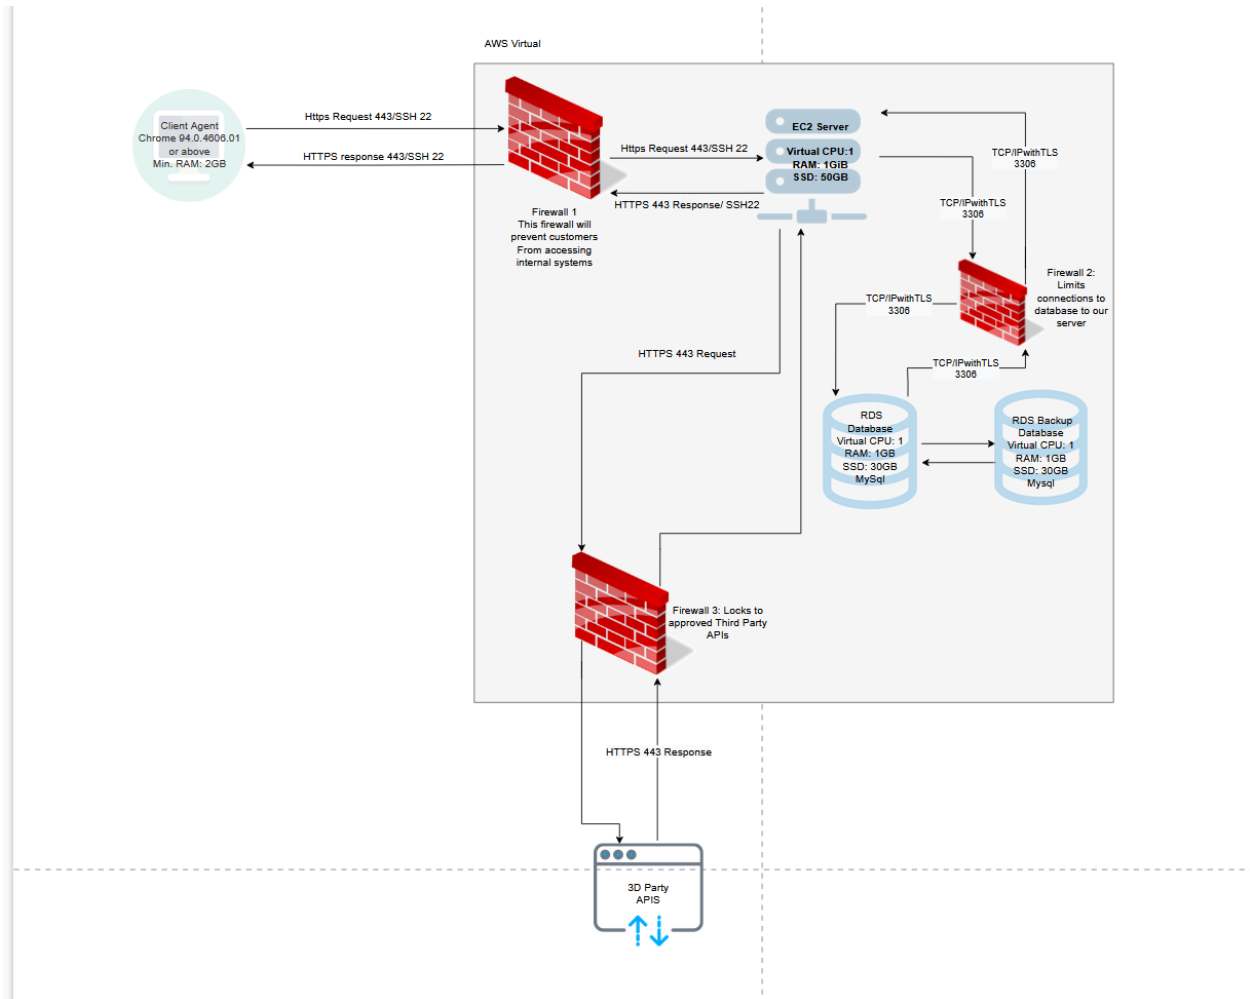 AWS Virtual
Client Agent
Chrome 94.0.4606.01
or above
Min. RAM: 2GB
Https Request 443/SSH 22
HTTPS response 443/SSH 22
Firewall 1
This firewall will
prevent customers
From accessing
internal systems
Https Request 443/SSH 22
HTTPS 443 Response/ SSH22
EC2 Server
Virtual CPU:1
RAM: 1GiB
SSD: 50GB
TCP/IPwithTLS
3306
TCP/IPwithTLS
3306
Firewall 2:
Limits
connections to
database to our
server
TCP/IPwithTLS
3306
TCP/IPwithTLS
3306
HTTPS 443 Request
RDS
Database
Virtual CPU: 1
RAM: 1GB
SSD: 30GB
MySql
RDS Backup
Database
Virtual CPU: 1
RAM: 1GB
SSD: 30GB
Mysql
Firewall 3: Locks to
approved Third Party
APIs
HTTPS 443 Response
3D Party
APIS